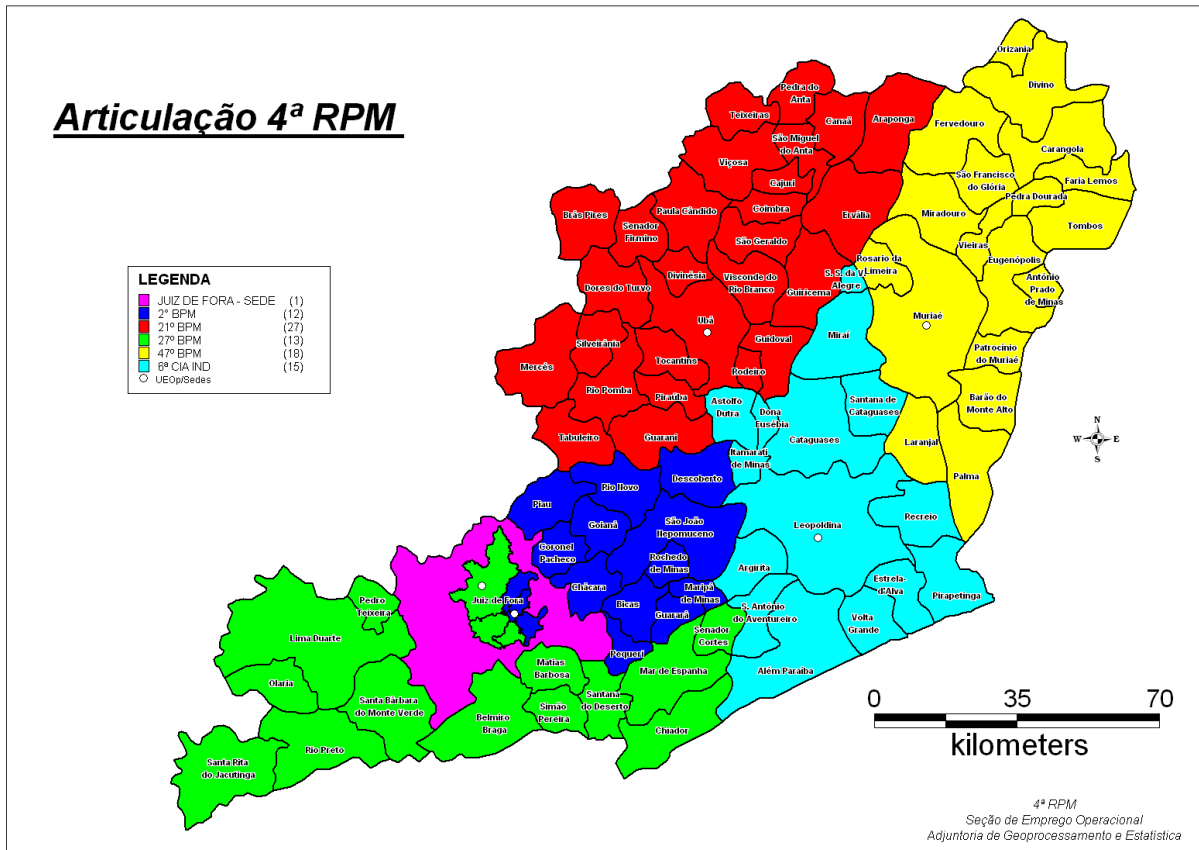 Articulação 4ª RPM
LEGENDA
JUIZ DE FORA - SEDE (1)
2° BPM (12)
21º BPM (27)
27º BPM (13)
47º BPM (18)
6ª CIA IND (15)
UEOp/Sedes
Orizania
Divino
Pedra do
Anta
Teixeiras
Canaã
Araponga
Fervedouro
São Miguel
do Anta
Carangola
Viçosa
Cajuri
São Francisco
do Glória
Faria Lemos
Pedra Dourada
Brás Pires
Paula Cândido
Coimbra
Ervália
Miradouro
Tombos
Senador
Firmino
São Geraldo
Vieiras
Eugenópolis
Rosario da
Limeira
Divinésia
Visconde do
Rio Branco
S. S. da V.
Alegre
Antônio
Prado
de Minas
Dores do Turvo
Guiricema
Ubá
Muriaé
Silveirânia
Guidoval
Miraí
Patrocínio
do Muriaé
Mercês
Tocantins
Rodeiro
Rio Pomba
Piraúba
Astolfo
Dutra
Dona
Eusébia
Santana de
Cataguases
Barão do
Monte Alto
Tabuleiro
Guarani
Cataguases
Laranjal
Itamarati
de Minas
Palma
N
W E
S
Rio Novo
Descoberto
Piau
Goianá
São João
Nepomuceno
Leopoldina
Recreio
Coronel
Pacheco
Rochedo
de Minas
Argirita
Chácara
Maripá
de Minas
Estrela-
d'Alva
Pirapetinga
Pedro
Teixeira
Juiz de Fora
Bicas
Guarará
S. Antônio
do Aventureiro
Volta
Grande
Lima Duarte
Senador
Cortes
Pequeri
Matias
Barbosa
Mar de Espanha
Além Paraíba
Olaria
Santa Bárbara
do Monte Verde
Santana
do Deserto
Simão
Pereira
Belmiro
Braga
Chiador
Rio Preto
Santa Rita
do Jacutinga
0 35 70
kilometers
4ª RPM
Seção de Emprego Operacional
Adjuntoria de Geoprocessamento e Estatística